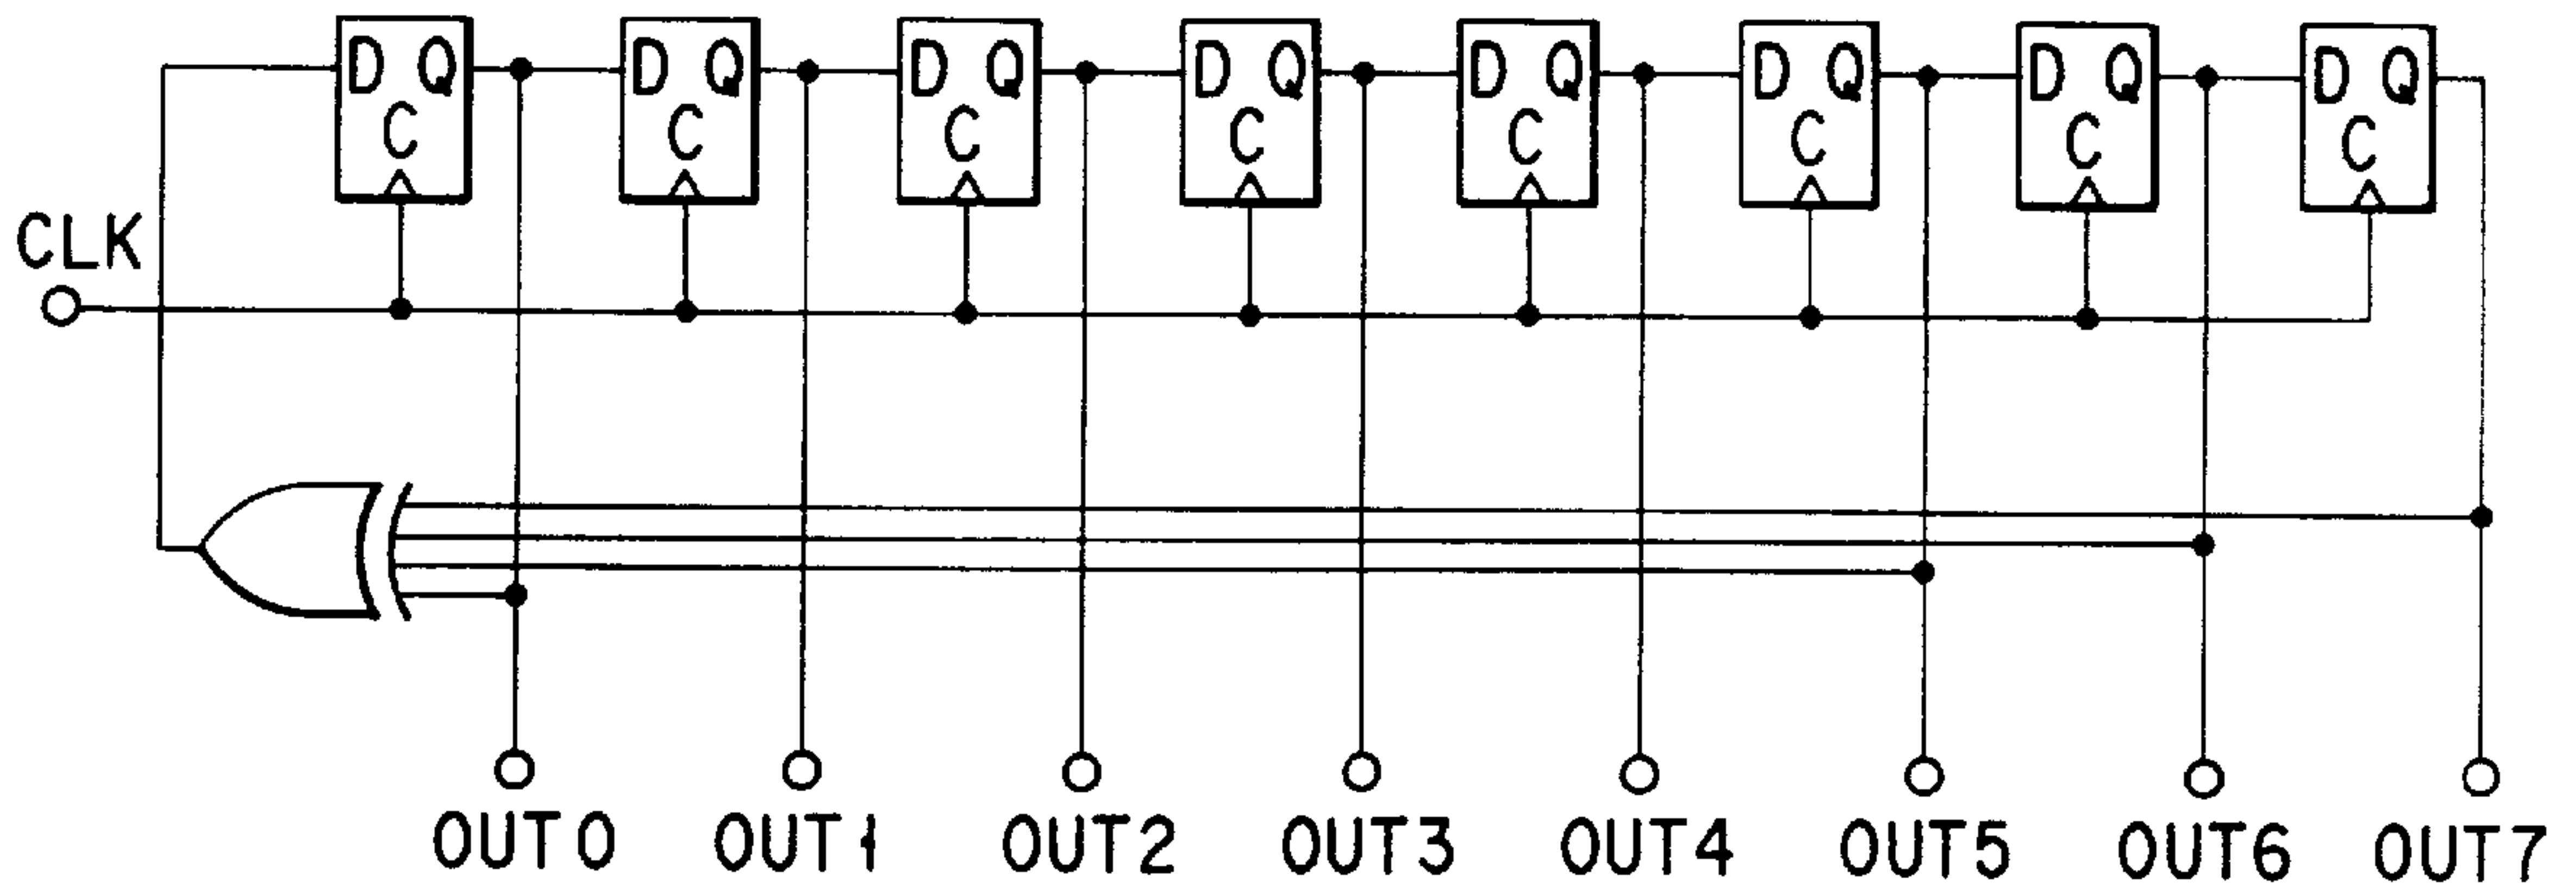 D Q D Q D Q D Q D Q D Q D Q D Q
C C C C C C C C
CLK
OUT0 OUT1 OUT2 OUT3 OUT4 OUT5 OUT6 OUT7